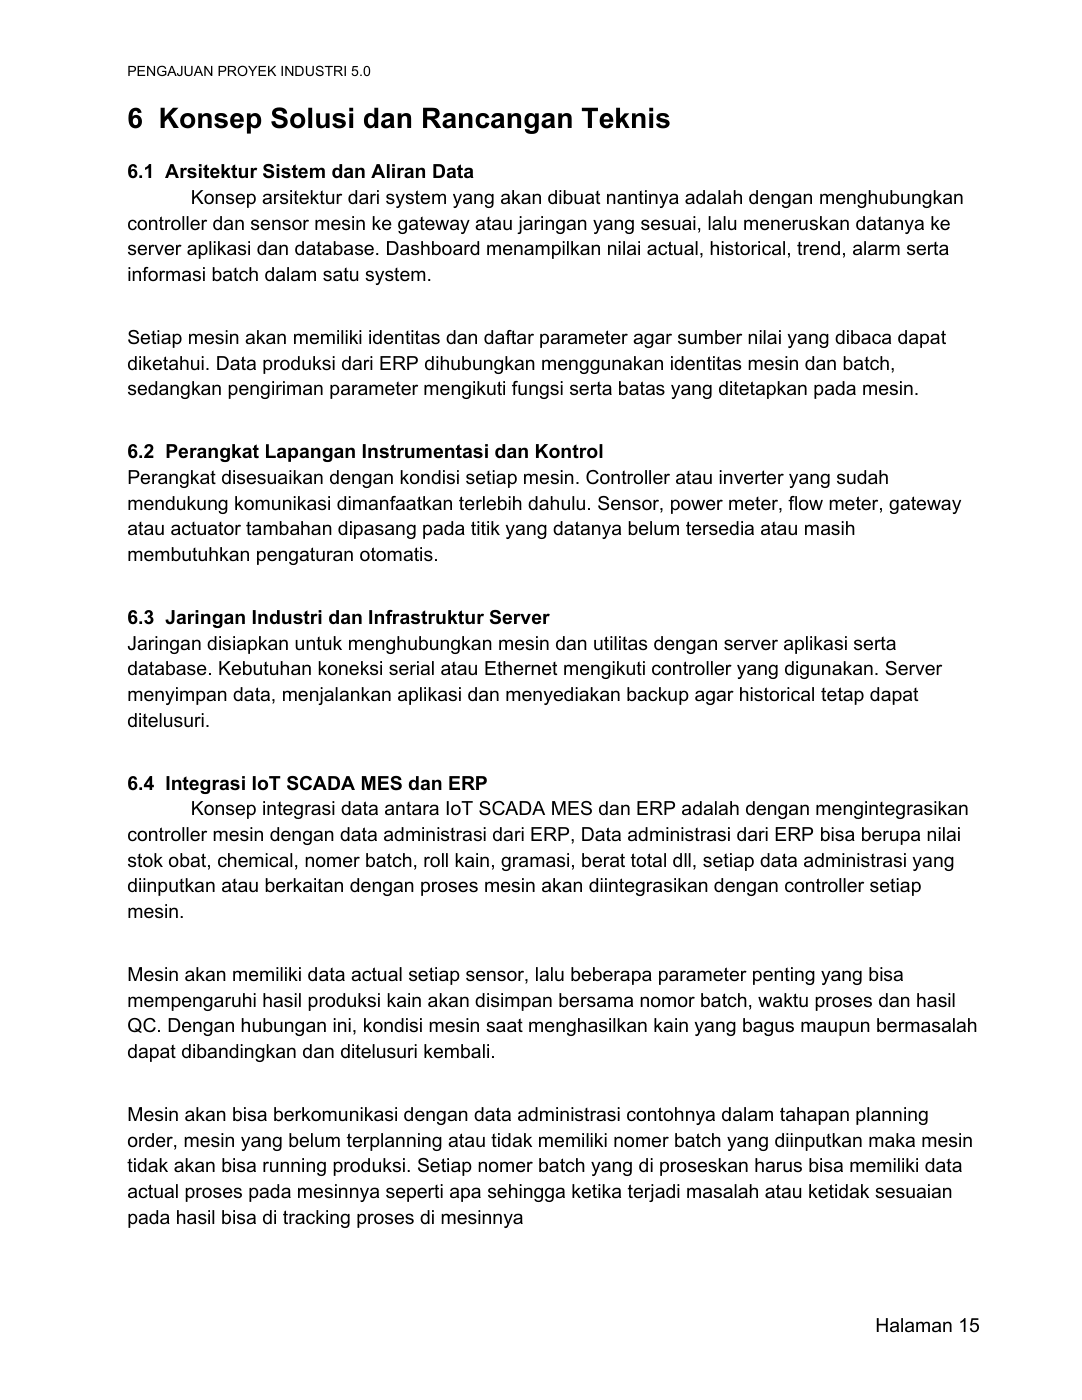 PENGAJUAN PROYEK INDUSTRI 5.0
6 Konsep Solusi dan Rancangan Teknis
6.1 Arsitektur Sistem dan Aliran Data
Konsep arsitektur dari system yang akan dibuat nantinya adalah dengan menghubungkan
controller dan sensor mesin ke gateway atau jaringan yang sesuai, lalu meneruskan datanya ke
server aplikasi dan database. Dashboard menampilkan nilai actual, historical, trend, alarm serta
informasi batch dalam satu system.
Setiap mesin akan memiliki identitas dan daftar parameter agar sumber nilai yang dibaca dapat
diketahui. Data produksi dari ERP dihubungkan menggunakan identitas mesin dan batch,
sedangkan pengiriman parameter mengikuti fungsi serta batas yang ditetapkan pada mesin.
6.2 Perangkat Lapangan Instrumentasi dan Kontrol
Perangkat disesuaikan dengan kondisi setiap mesin. Controller atau inverter yang sudah
mendukung komunikasi dimanfaatkan terlebih dahulu. Sensor, power meter, flow meter, gateway
atau actuator tambahan dipasang pada titik yang datanya belum tersedia atau masih
membutuhkan pengaturan otomatis.
6.3 Jaringan Industri dan Infrastruktur Server
Jaringan disiapkan untuk menghubungkan mesin dan utilitas dengan server aplikasi serta
database. Kebutuhan koneksi serial atau Ethernet mengikuti controller yang digunakan. Server
menyimpan data, menjalankan aplikasi dan menyediakan backup agar historical tetap dapat
ditelusuri.
6.4 Integrasi IoT SCADA MES dan ERP
Konsep integrasi data antara IoT SCADA MES dan ERP adalah dengan mengintegrasikan
controller mesin dengan data administrasi dari ERP, Data administrasi dari ERP bisa berupa nilai
stok obat, chemical, nomer batch, roll kain, gramasi, berat total dll, setiap data administrasi yang
diinputkan atau berkaitan dengan proses mesin akan diintegrasikan dengan controller setiap
mesin.
Mesin akan memiliki data actual setiap sensor, lalu beberapa parameter penting yang bisa
mempengaruhi hasil produksi kain akan disimpan bersama nomor batch, waktu proses dan hasil
QC. Dengan hubungan ini, kondisi mesin saat menghasilkan kain yang bagus maupun bermasalah
dapat dibandingkan dan ditelusuri kembali.
Mesin akan bisa berkomunikasi dengan data administrasi contohnya dalam tahapan planning
order, mesin yang belum terplanning atau tidak memiliki nomer batch yang diinputkan maka mesin
tidak akan bisa running produksi. Setiap nomer batch yang di proseskan harus bisa memiliki data
actual proses pada mesinnya seperti apa sehingga ketika terjadi masalah atau ketidak sesuaian
pada hasil bisa di tracking proses di mesinnya
Halaman 15